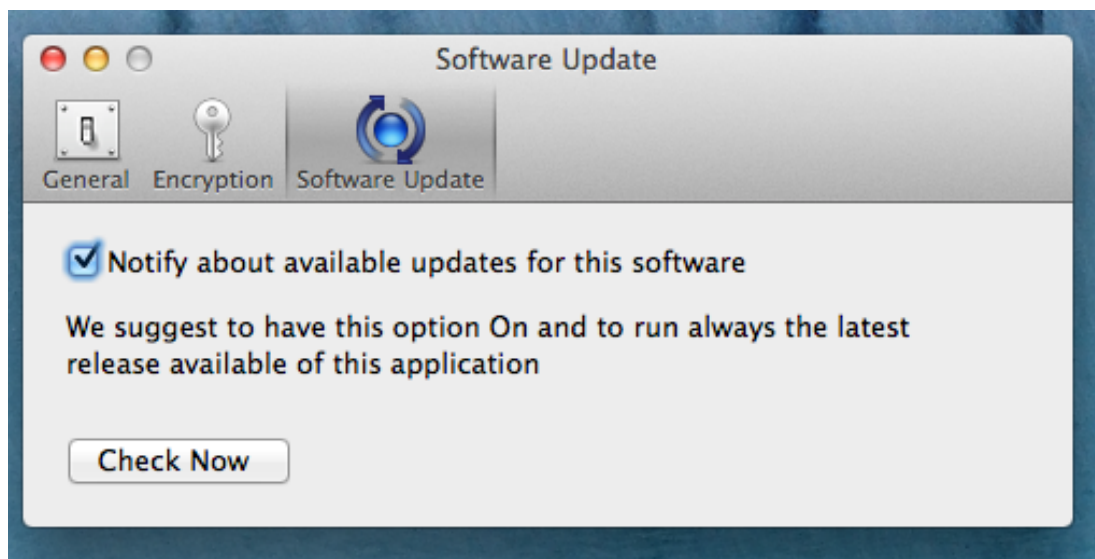 Software Update
General Encryption Software Update
Notify about available updates for this software
We suggest to have this option On and to run always the latest
release available of this application
Check Now